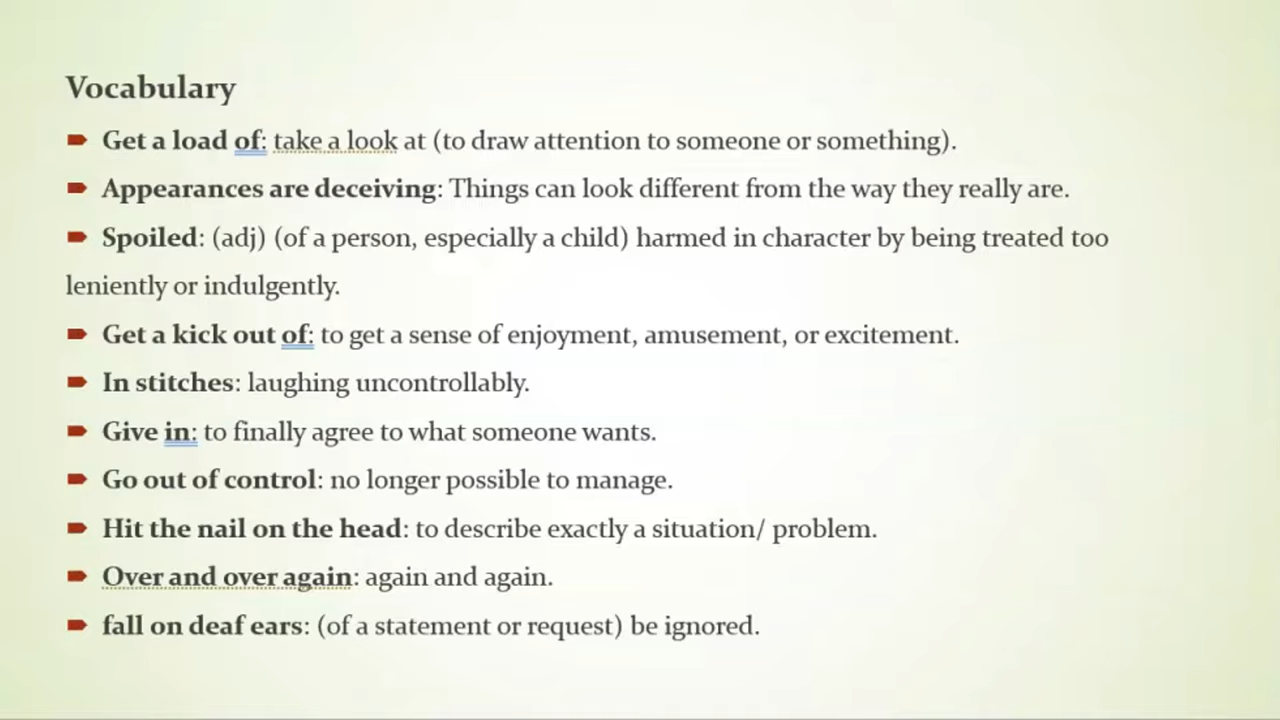 Vocabulary
Get a load of: take a look at (to draw attention to someone or something).
Appearances are deceiving: Things can look different from the way they really are.
Spoiled: (adj) (of a person, especially a child) harmed in character by being treated too
leniently or indulgently.
Get a kick out of: to get a sense of enjoyment, amusement, or excitement.
In stitches: laughing uncontrollably.
Give in: to finally agree to what someone wants.
Go out of control: no longer possible to manage.
Hit the nail on the head: to describe exactly a situation/ problem.
Over and over again: again and again.
fall on deaf ears: (of a statement or request) be ignored.